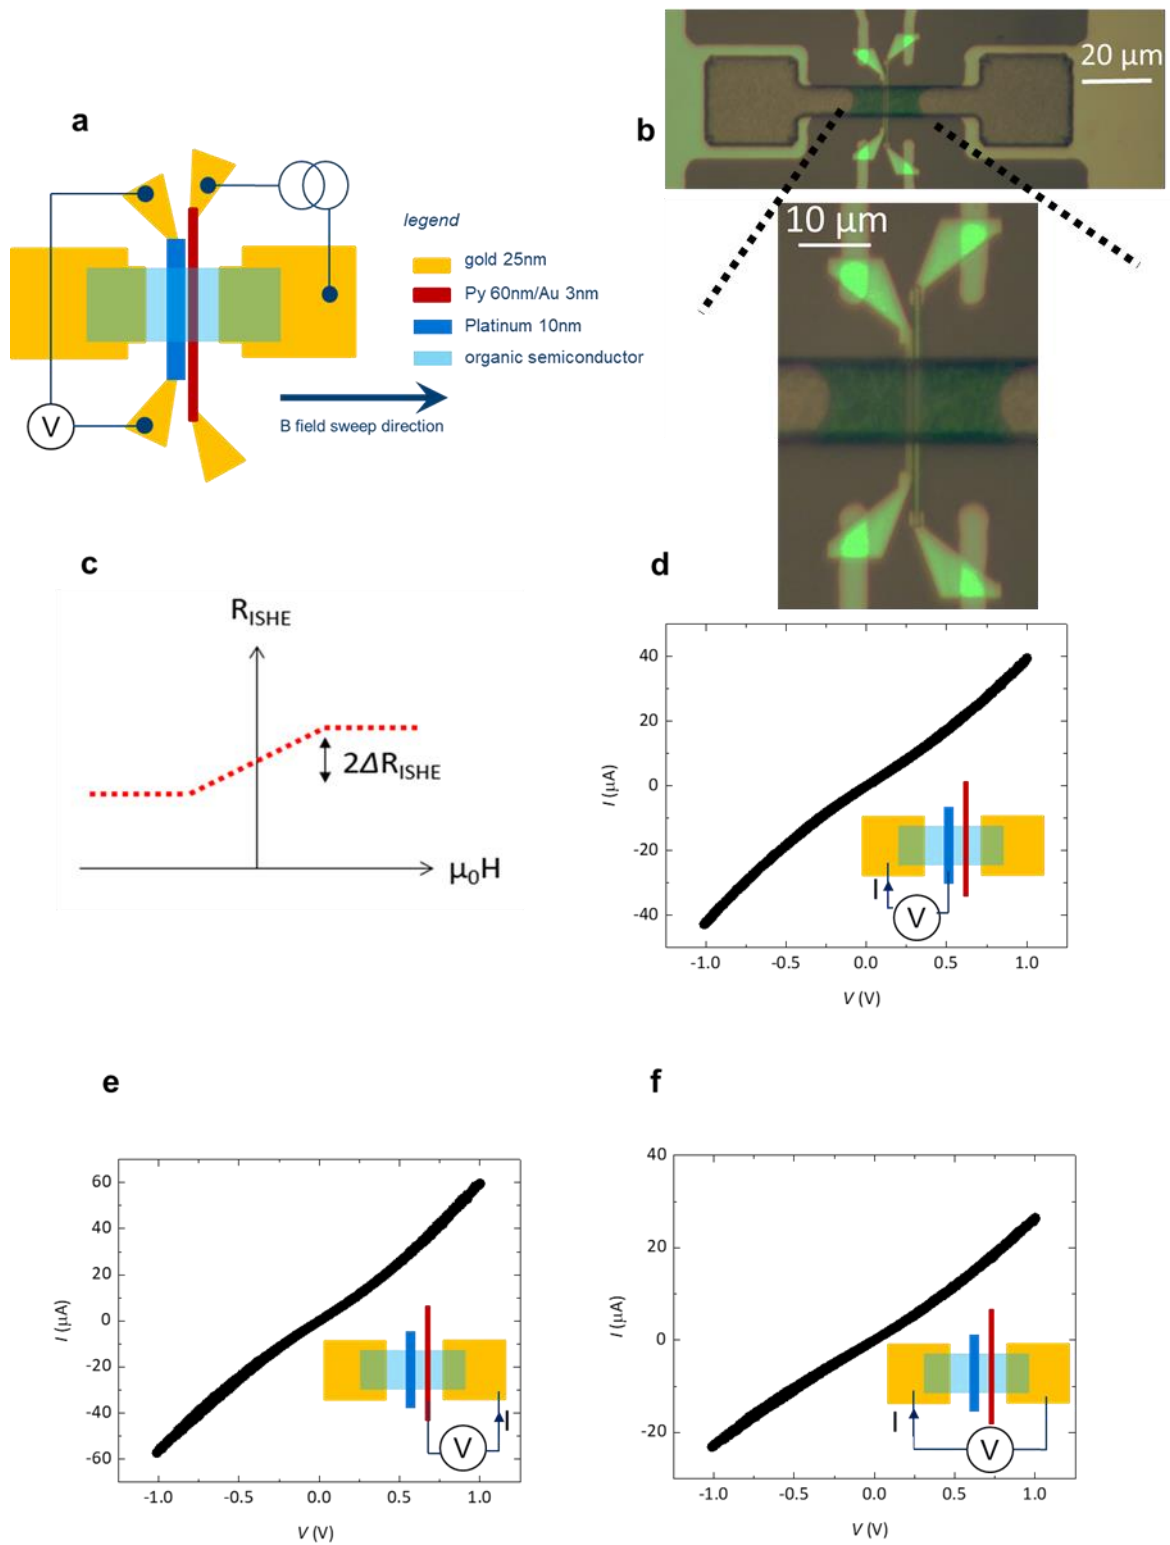 a
V
legend
gold 25nm
Py 60nm/Au 3nm
Platinum 10nm
organic semiconductor
B field sweep direction
b
20 µm
10 µm
c
R_ISHE
2ΔR_ISHE
µ₀H
d
40
20
0
-20
-40
I (µA)
I
V
-1.0 -0.5 0.0 0.5 1.0
V (V)
e
60
40
20
0
-20
-40
-60
I (µA)
I
V
-1.0 -0.5 0.0 0.5 1.0
V (V)
f
40
20
0
-20
I (µA)
I
V
-1.0 -0.5 0.0 0.5 1.0
V (V)